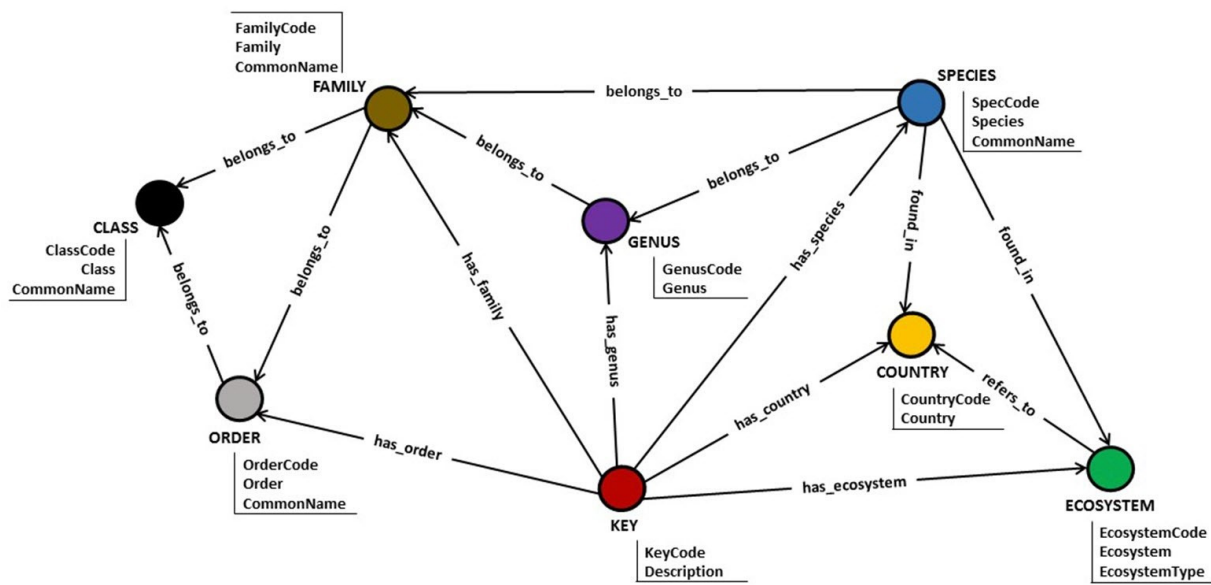 FamilyCode
Family
CommonName
FAMILY
belongs_to
SPECIES
SpecCode
Species
CommonName
belongs_to
belongs_to
belongs_to
CLASS
ClassCode
Class
CommonName
belongs_to
belongs_to
has_family
GENUS
GenusCode
Genus
has_species
found_in
found_in
has_genus
COUNTRY
CountryCode
Country
refers_to
has_country
ORDER
OrderCode
Order
CommonName
has_order
has_ecosystem
KEY
KeyCode
Description
ECOSYSTEM
EcosystemCode
Ecosystem
EcosystemType